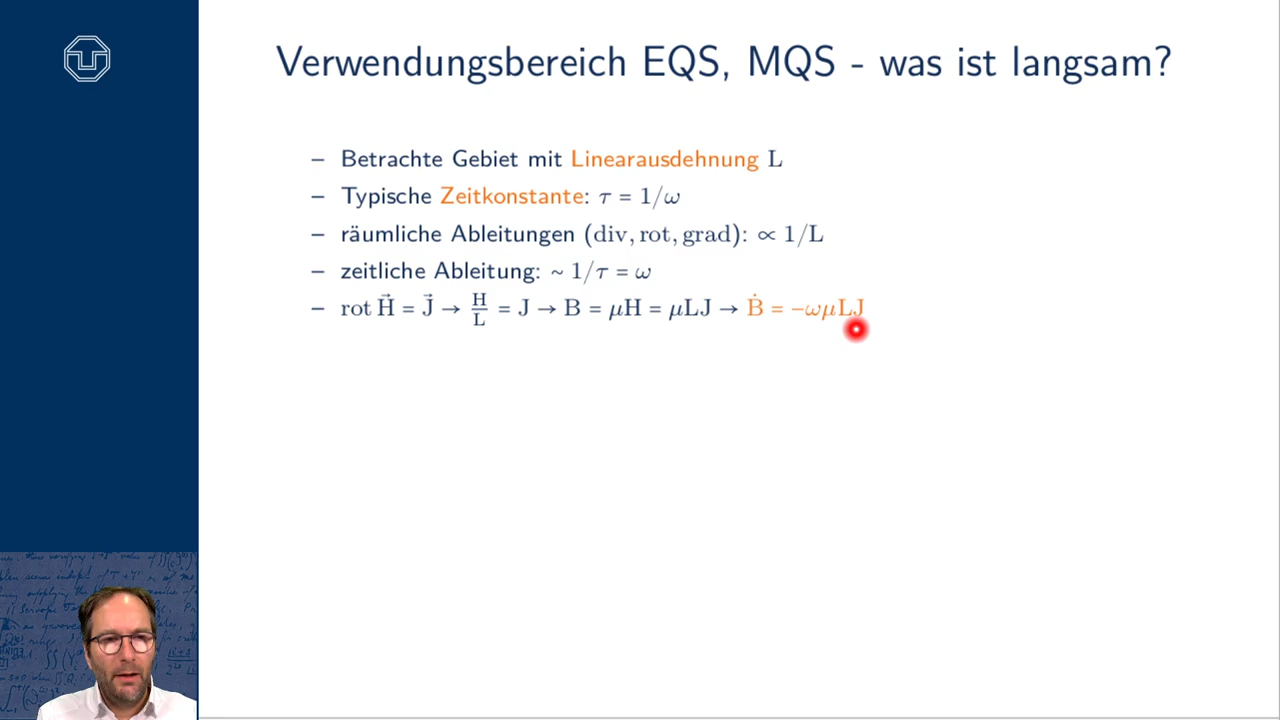 Verwendungsbereich EQS, MQS - was ist langsam?
– Betrachte Gebiet mit Linearausdehnung L
– Typische Zeitkonstante: τ = 1/ω
– räumliche Ableitungen (div, rot, grad): ∝ 1/L
– zeitliche Ableitung: ~ 1/τ = ω
– rot H⃗ = J⃗ → H/L = J → B = μH = μLJ → Ḃ = −ωμLJ